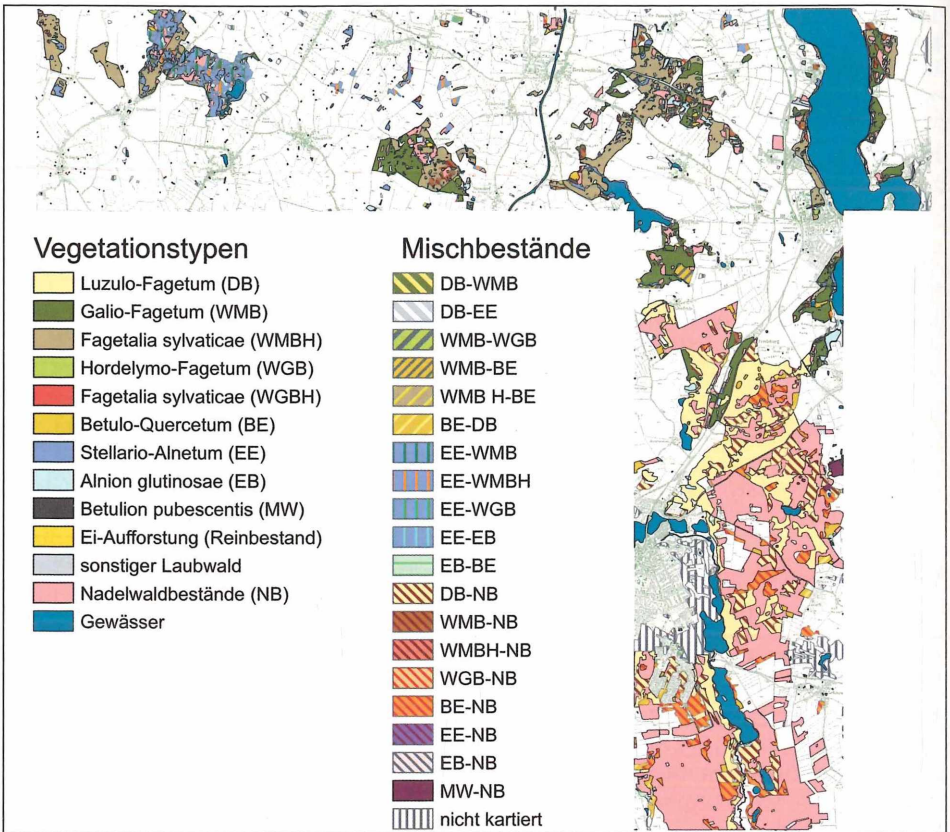 Vegetationstypen
Luzulo-Fagetum (DB)
Galio-Fagetum (WMB)
Fagetalia sylvaticae (WMBH)
Hordelymo-Fagetum (WGB)
Fagetalia sylvaticae (WGBH)
Betulo-Quercetum (BE)
Stellario-Alnetum (EE)
Alnion glutinosae (EB)
Betulion pubescentis (MW)
Ei-Aufforstung (Reinbestand)
sonstiger Laubwald
Nadelwaldbestände (NB)
Gewässer
Mischbestände
DB-WMB
DB-EE
WMB-WGB
WMB-BE
WMB H-BE
BE-DB
EE-WMB
EE-WMBH
EE-WGB
EE-EB
EB-BE
DB-NB
WMB-NB
WMBH-NB
WGB-NB
BE-NB
EE-NB
EB-NB
MW-NB
nicht kartiert